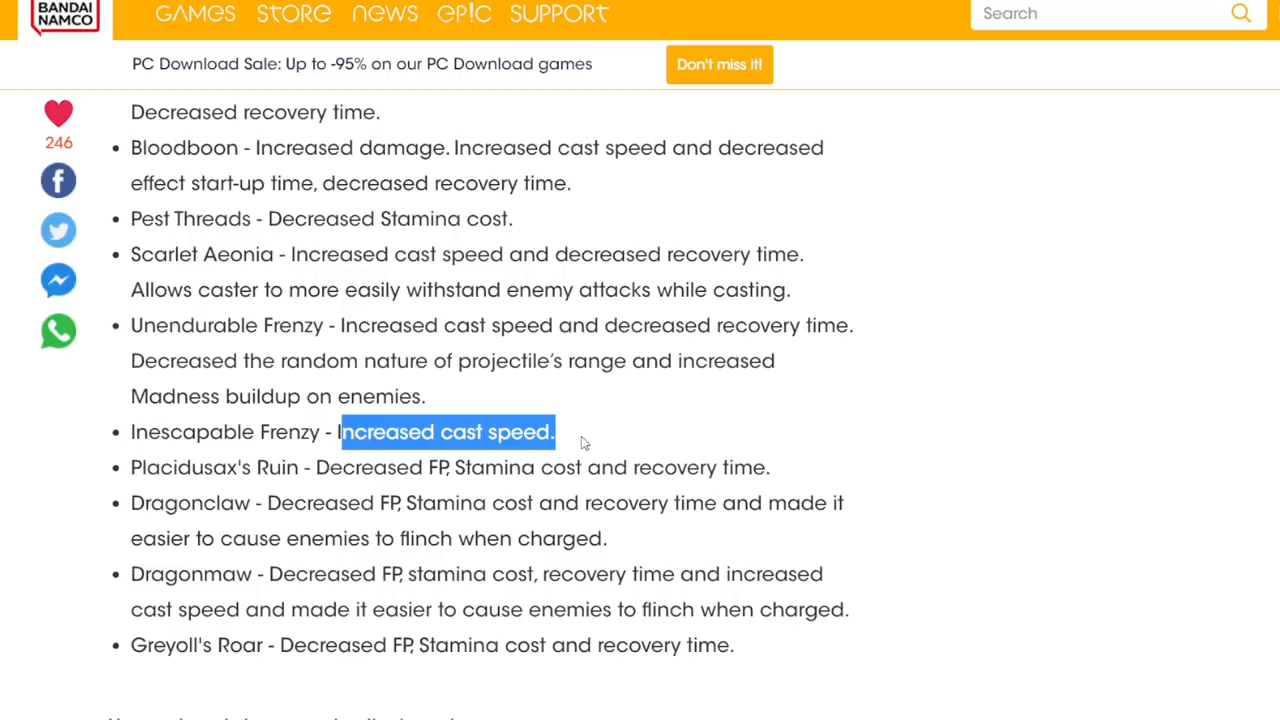 BANDAI
NAMCO
GAMES STORE NEWS EP!C SUPPORT
Search
PC Download Sale: Up to -95% on our PC Download games
Don't miss it!
246
Decreased recovery time.
• Bloodboon - Increased damage. Increased cast speed and decreased
effect start-up time, decreased recovery time.
• Pest Threads - Decreased Stamina cost.
• Scarlet Aeonia - Increased cast speed and decreased recovery time.
Allows caster to more easily withstand enemy attacks while casting.
• Unendurable Frenzy - Increased cast speed and decreased recovery time.
Decreased the random nature of projectile's range and increased
Madness buildup on enemies.
• Inescapable Frenzy - Increased cast speed.
• Placidusax's Ruin - Decreased FP, Stamina cost and recovery time.
• Dragonclaw - Decreased FP, Stamina cost and recovery time and made it
easier to cause enemies to flinch when charged.
• Dragonmaw - Decreased FP, stamina cost, recovery time and increased
cast speed and made it easier to cause enemies to flinch when charged.
• Greyoll's Roar - Decreased FP, Stamina cost and recovery time.